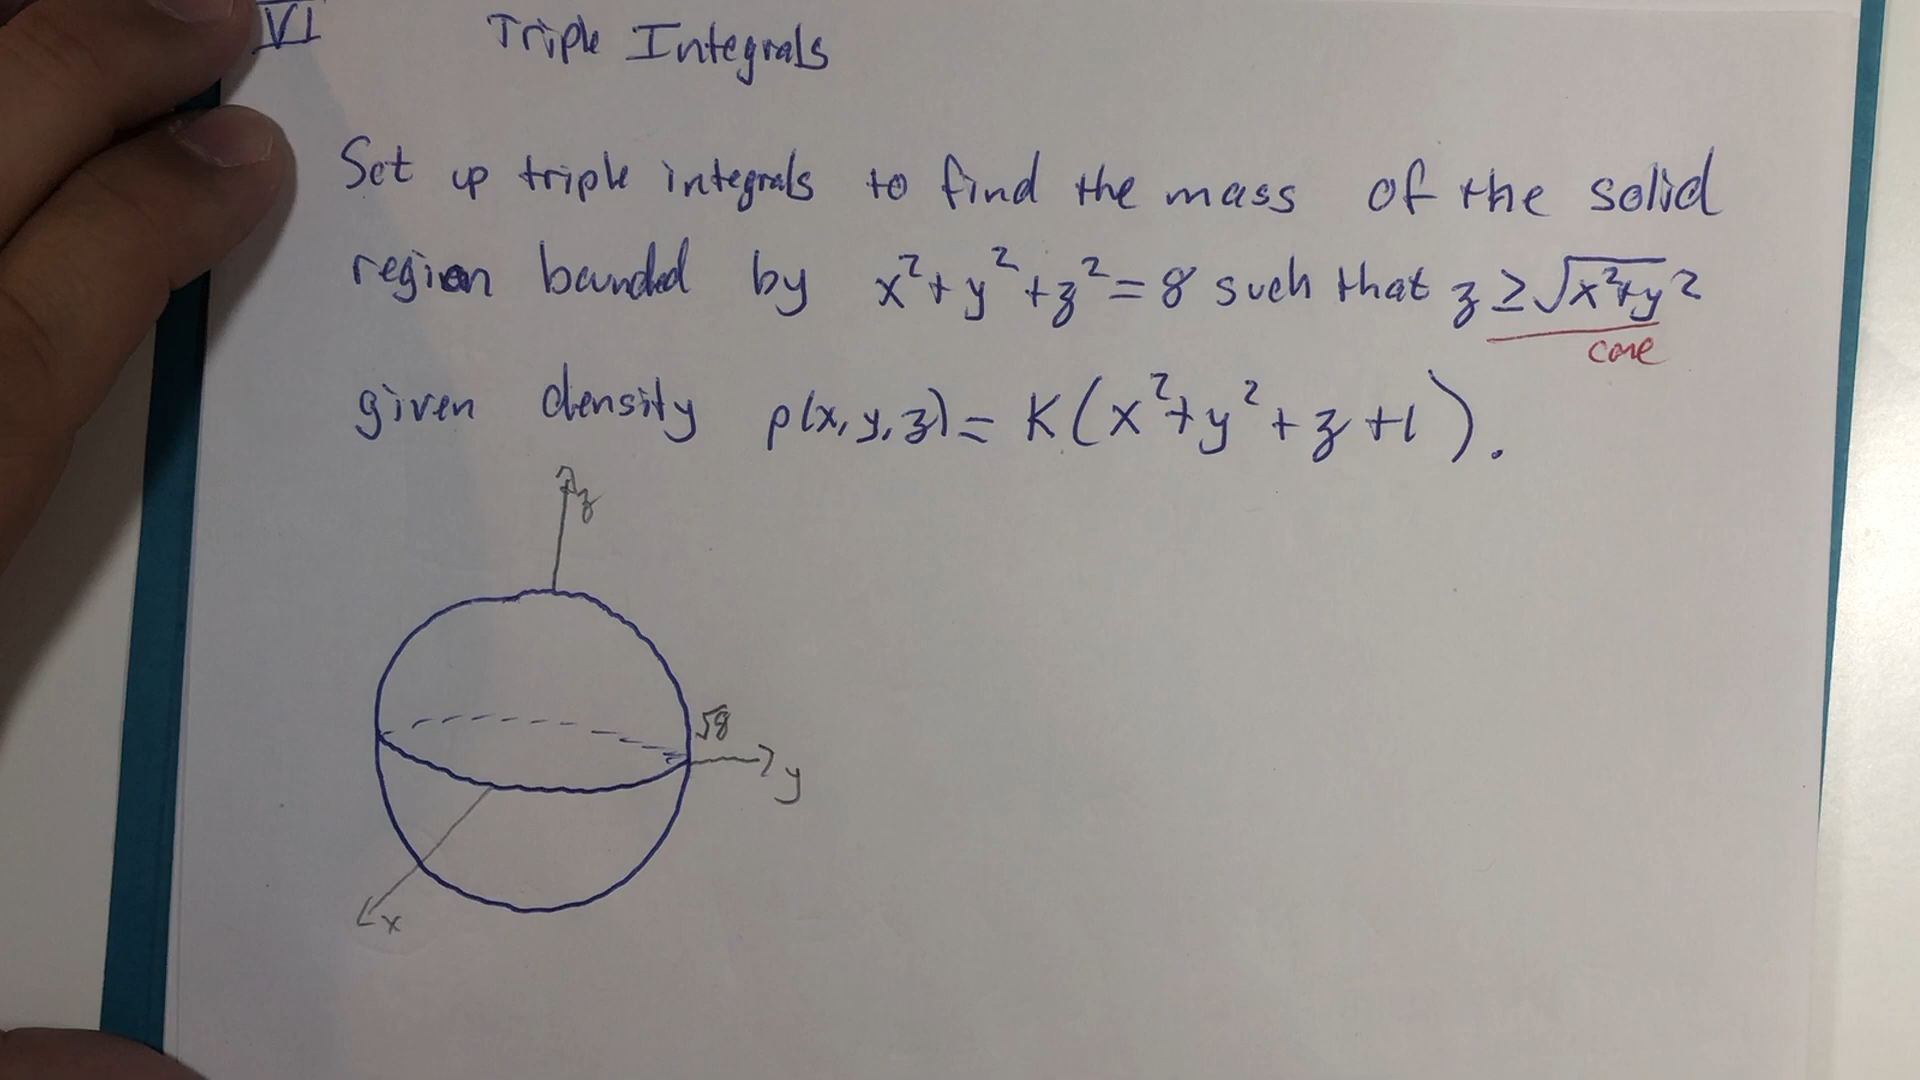 VI Triple Integrals
Set up triple integrals to find the mass of the solid
region bounded by x²+y²+z²=8 such that z≥√x²+y²
cone
given density ρ(x,y,z)=K(x²+y²+z+1).
z
√8
y
x